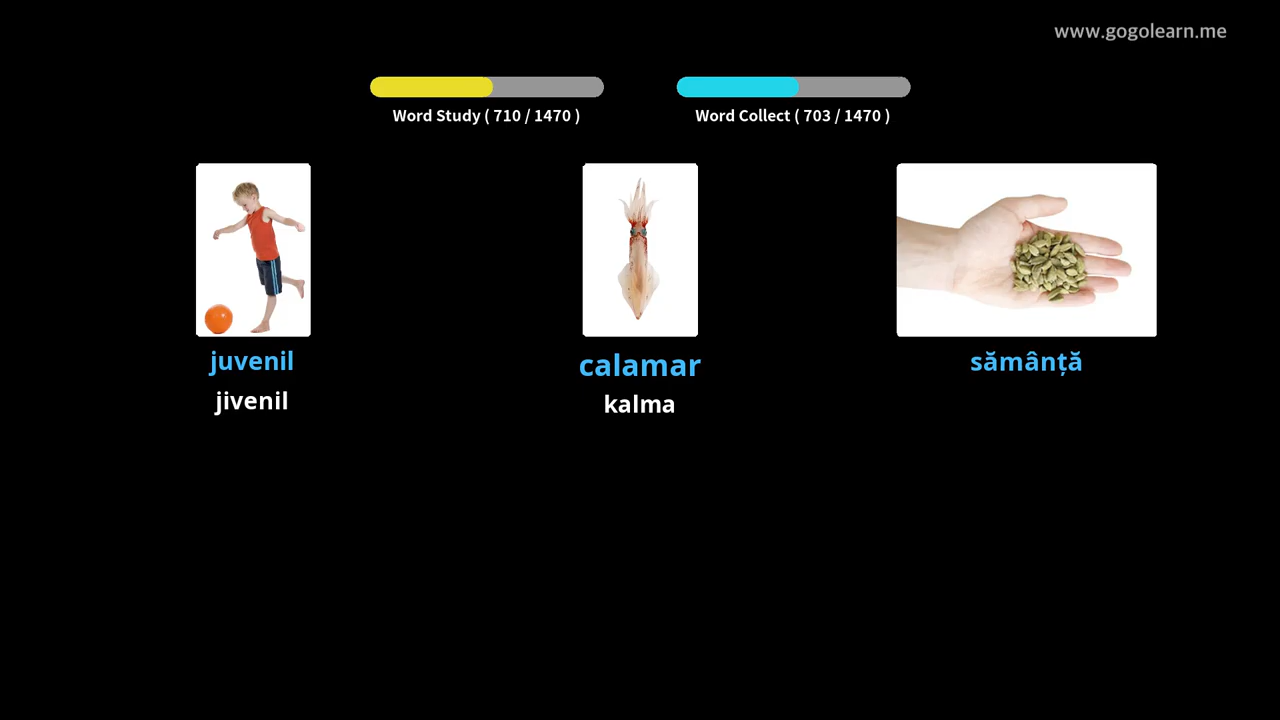 www.gogolearn.me
Word Study ( 710 / 1470 )
Word Collect ( 703 / 1470 )
juvenil
jivenil
calamar
kalma
sămânță